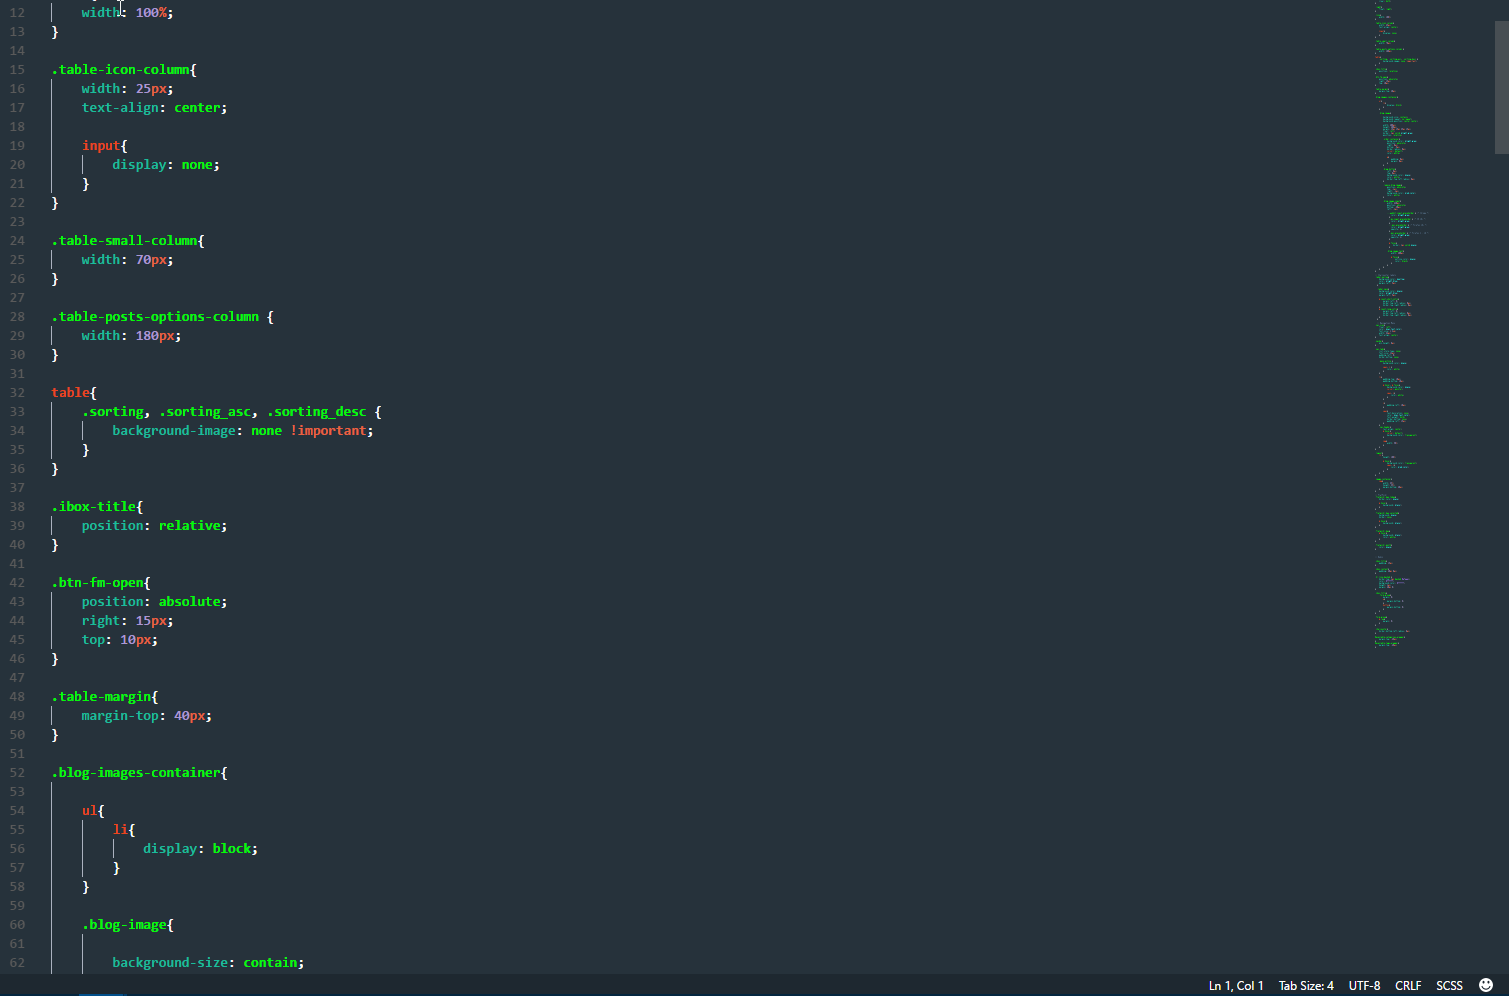 12 width: 100%;
13 }
14
15 .table-icon-column{
16 width: 25px;
17 text-align: center;
18
19 input{
20 display: none;
21 }
22 }
23
24 .table-small-column{
25 width: 70px;
26 }
27
28 .table-posts-options-column {
29 width: 180px;
30 }
31
32 table{
33 .sorting, .sorting_asc, .sorting_desc {
34 background-image: none !important;
35 }
36 }
37
38 .ibox-title{
39 position: relative;
40 }
41
42 .btn-fm-open{
43 position: absolute;
44 right: 15px;
45 top: 10px;
46 }
47
48 .table-margin{
49 margin-top: 40px;
50 }
51
52 .blog-images-container{
53
54 ul{
55 li{
56 display: block;
57 }
58 }
59
60 .blog-image{
61
62 background-size: contain;
Ln 1, Col 1 Tab Size: 4 UTF-8 CRLF SCSS